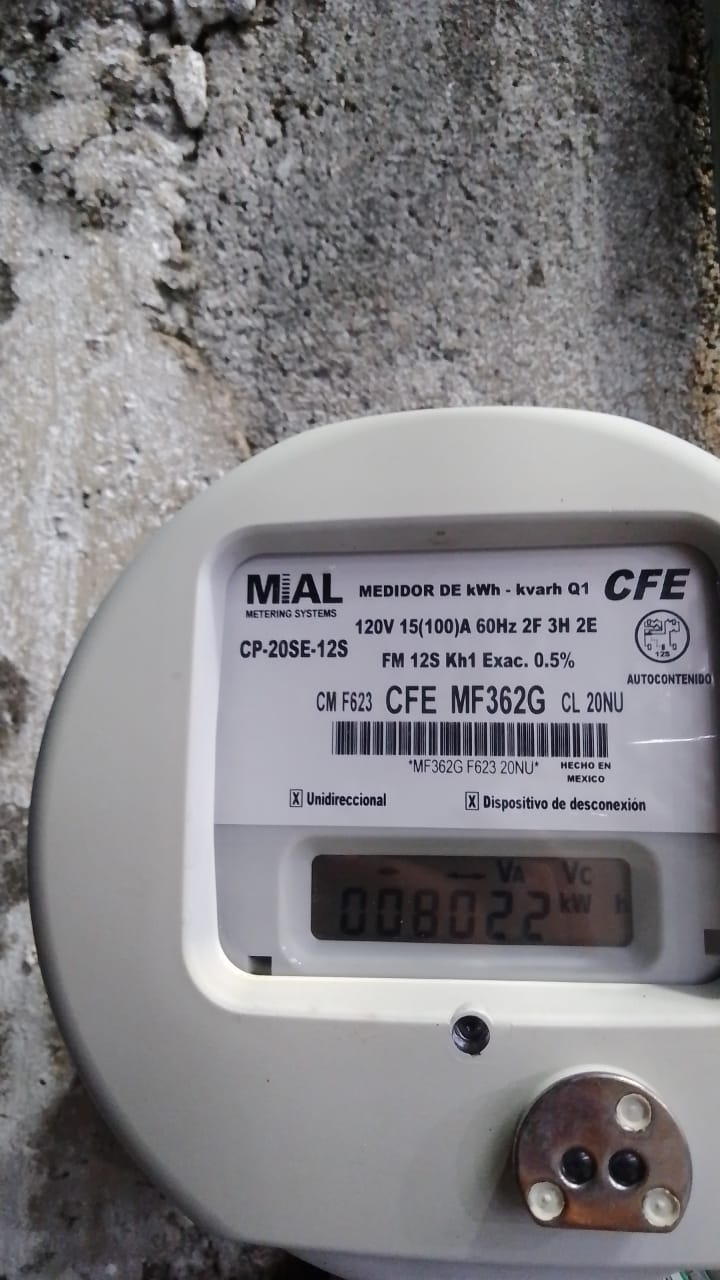 MIAL
METERING SYSTEMS
MEDIDOR DE kWh - kvarh Q1
CFE
120V 15(100)A 60Hz 2F 3H 2E
CP-20SE-12S
FM 12S Kh1 Exac. 0.5%
12S
AUTOCONTENIDO
CM F623 CFE MF362G CL 20NU
*MF362G F623 20NU*
HECHO EN
MEXICO
X Unidireccional
X Dispositivo de desconexión
VA VC
008022 kW h